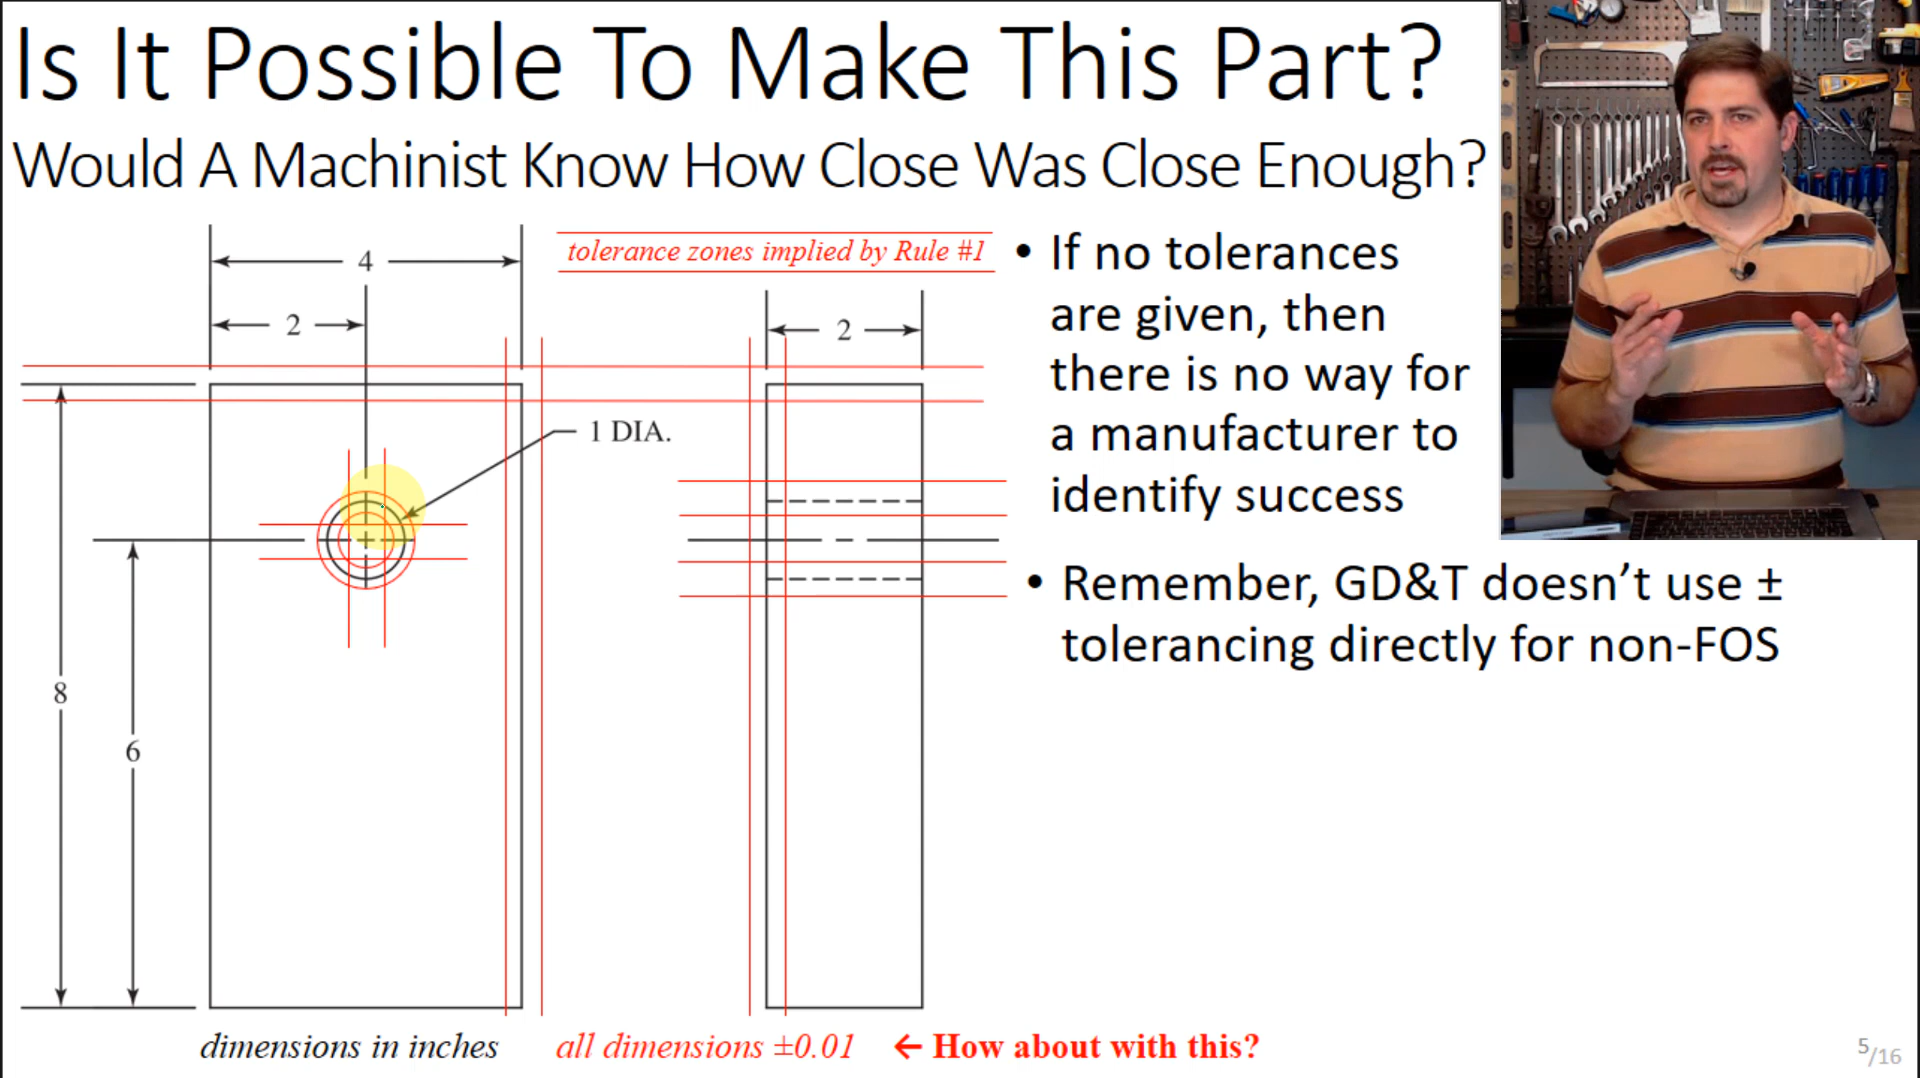 Is It Possible To Make This Part?
Would A Machinist Know How Close Was Close Enough?
4
2
tolerance zones implied by Rule #1
2
1 DIA.
8
6
dimensions in inches
all dimensions ±0.01
← How about with this?
• If no tolerances
are given, then
there is no way for
a manufacturer to
identify success
• Remember, GD&T doesn’t use ±
tolerancing directly for non-FOS
5/16